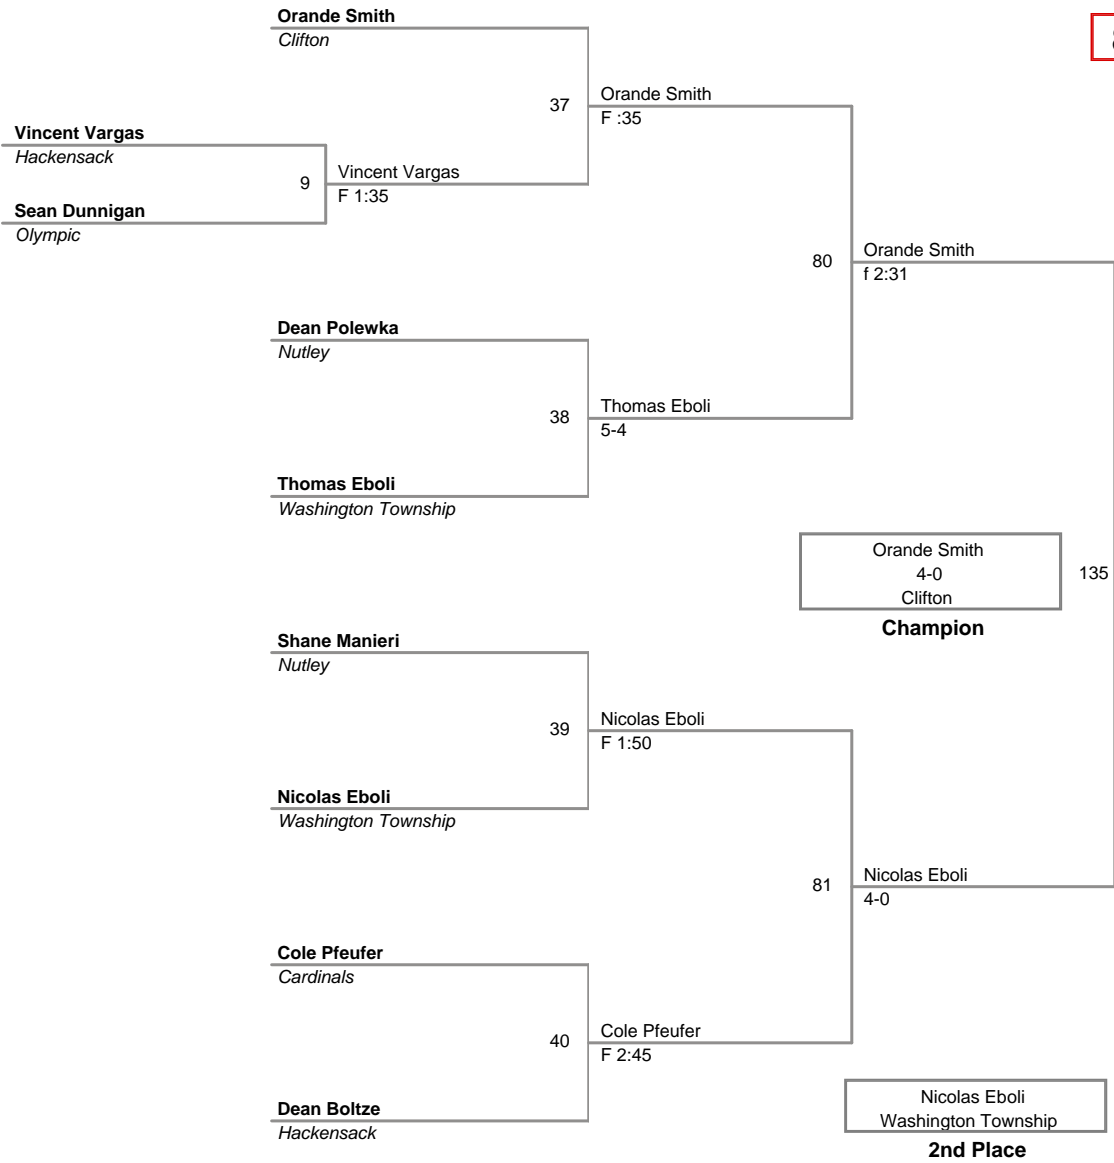 Orande Smith
Clifton
37
Orande Smith
F :35
Vincent Vargas
Hackensack
9
Vincent Vargas
F 1:35
Sean Dunnigan
Olympic
80
Orande Smith
f 2:31
Dean Polewka
Nutley
38
Thomas Eboli
5-4
Thomas Eboli
Washington Township
Orande Smith
4-0
Clifton
135
Champion
Shane Manieri
Nutley
39
Nicolas Eboli
F 1:50
Nicolas Eboli
Washington Township
81
Nicolas Eboli
4-0
Cole Pfeufer
Cardinals
40
Cole Pfeufer
F 2:45
Dean Boltze
Hackensack
Nicolas Eboli
Washington Township
2nd Place